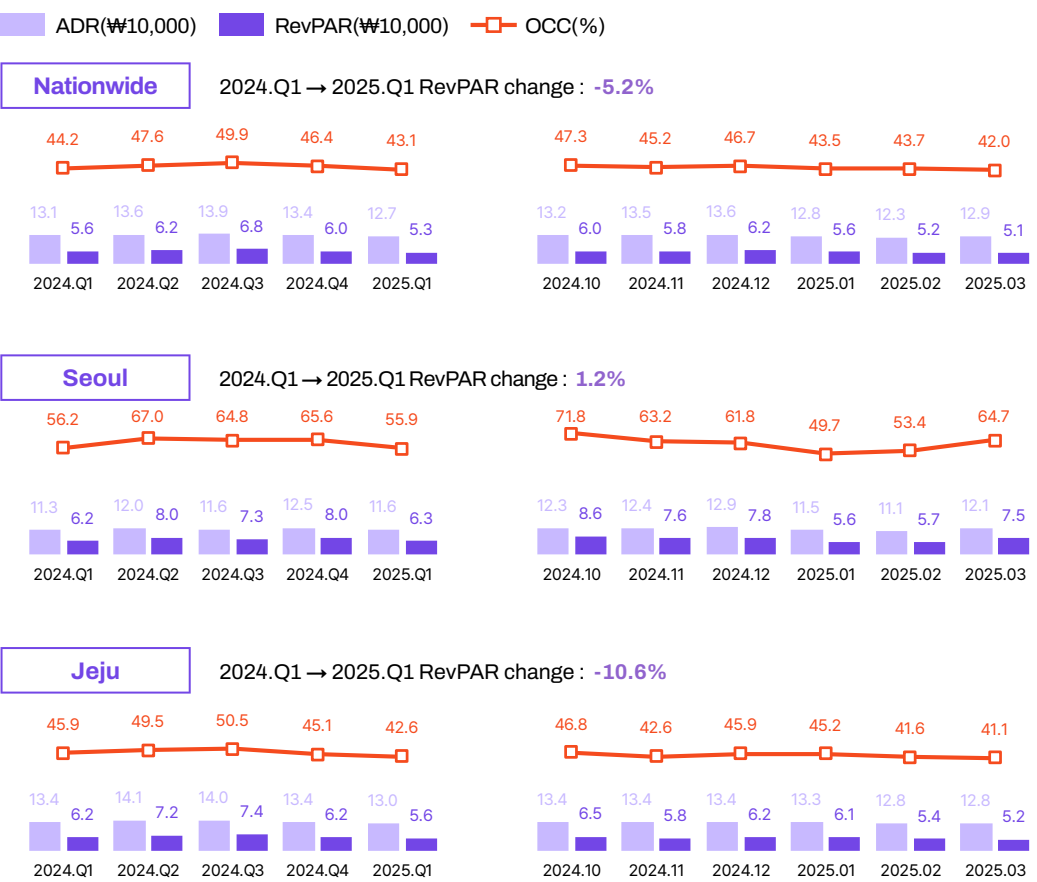 ADR(₩10,000) RevPAR(₩10,000) OCC(%)
Nationwide 2024.Q1 → 2025.Q1 RevPAR change : -5.2%
44.2 47.6 49.9 46.4 43.1 47.3 45.2 46.7 43.5 43.7 42.0
13.1 5.6 13.6 6.2 13.9 6.8 13.4 6.0 12.7 5.3 13.2 6.0 13.5 5.8 13.6 6.2 12.8 5.6 12.3 5.2 12.9 5.1
2024.Q1 2024.Q2 2024.Q3 2024.Q4 2025.Q1 2024.10 2024.11 2024.12 2025.01 2025.02 2025.03
Seoul 2024.Q1 → 2025.Q1 RevPAR change : 1.2%
56.2 67.0 64.8 65.6 55.9 71.8 63.2 61.8 49.7 53.4 64.7
11.3 6.2 12.0 8.0 11.6 7.3 12.5 8.0 11.6 6.3 12.3 8.6 12.4 7.6 12.9 7.8 11.5 5.6 11.1 5.7 12.1 7.5
2024.Q1 2024.Q2 2024.Q3 2024.Q4 2025.Q1 2024.10 2024.11 2024.12 2025.01 2025.02 2025.03
Jeju 2024.Q1 → 2025.Q1 RevPAR change : -10.6%
45.9 49.5 50.5 45.1 42.6 46.8 42.6 45.9 45.2 41.6 41.1
13.4 6.2 14.1 7.2 14.0 7.4 13.4 6.2 13.0 5.6 13.4 6.5 13.4 5.8 13.4 6.2 13.3 6.1 12.8 5.4 12.8 5.2
2024.Q1 2024.Q2 2024.Q3 2024.Q4 2025.Q1 2024.10 2024.11 2024.12 2025.01 2025.02 2025.03